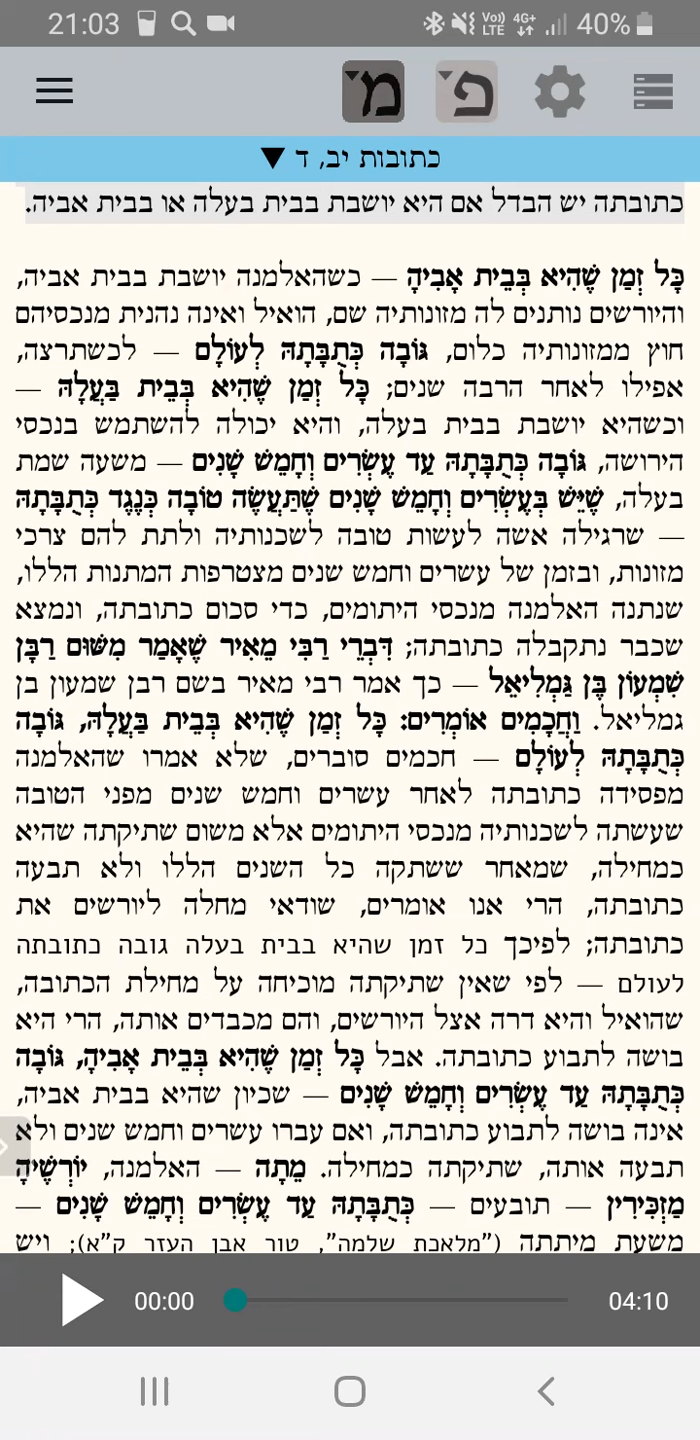 21:03 Vo)) LTE 4G+ 40%
מ פ
כתובות יב, ד ▼
כתובתה יש הבדל אם היא יושבת בבית בעלה או בבית אביה.
כָּל זְמַן שֶׁהִיא בְּבֵית אָבִיהָ — כשהאלמנה יושבת בבית אביה,
והיורשים נותנים לה מזונותיה שם, הואיל ואינה נהנית מנכסיהם
חוץ ממזונותיה כלום, גּוֹבָה כְּתֻבָּתָהּ לְעוֹלָם — לכשתרצה,
אפילו לאחר הרבה שנים; כָּל זְמַן שֶׁהִיא בְּבֵית בַּעֲלָהּ —
וכשהיא יושבת בבית בעלה, והיא יכולה להשתמש בנכסי
הירושה, גּוֹבָה כְּתֻבָּתָהּ עַד עֶשְׂרִים וְחָמֵשׁ שָׁנִים — משעה שמת
בעלה, שֶׁיֵּשׁ בְּעֶשְׂרִים וְחָמֵשׁ שָׁנִים שֶׁתַּעֲשֶׂה טוֹבָה כְּנֶגֶד כְּתֻבָּתָהּ
— שרגילה אשה לעשות טובה לשכנותיה ולתת להם צרכי
מזונות, ובזמן של עשרים וחמש שנים מצטרפות המתנות הללו,
שנתנה האלמנה מנכסי היתומים, כדי סכום כתובתה, ונמצא
שכבר נתקבלה כתובתה; דִּבְרֵי רַבִּי מֵאִיר שֶׁאָמַר מִשּׁוּם רַבָּן
שִׁמְעוֹן בֶּן גַּמְלִיאֵל — כך אמר רבי מאיר בשם רבן שמעון בן
גמליאל. וַחֲכָמִים אוֹמְרִים: כָּל זְמַן שֶׁהִיא בְּבֵית בַּעֲלָהּ, גּוֹבָה
כְּתֻבָּתָהּ לְעוֹלָם — חכמים סוברים, שלא אמרו שהאלמנה
מפסידה כתובתה לאחר עשרים וחמש שנים מפני הטובה
שעשתה לשכנותיה מנכסי היתומים אלא משום שתיקתה שהיא
כמחילה, שמאחר ששתקה כל השנים הללו ולא תבעה
כתובתה, הרי אנו אומרים, שודאי מחלה ליורשים את
כתובתה; לפיכך כל זמן שהיא בבית בעלה גובה כתובתה
לעולם — לפי שאין שתיקתה מוכיחה על מחילת הכתובה,
שהואיל והיא דרה אצל היורשים, והם מכבדים אותה, הרי היא
בושה לתבוע כתובתה. אבל כָּל זְמַן שֶׁהִיא בְּבֵית אָבִיהָ, גּוֹבָה
כְּתֻבָּתָהּ עַד עֶשְׂרִים וְחָמֵשׁ שָׁנִים — שכיון שהיא בבית אביה,
אינה בושה לתבוע כתובתה, ואם עברו עשרים וחמש שנים ולא
תבעה אותה, שתיקתה כמחילה. מֵתָה — האלמנה, יוֹרְשֶׁיהָ
מַזְכִּירִין — תובעים — כְּתֻבָּתָהּ עַד עֶשְׂרִים וְחָמֵשׁ שָׁנִים —
משעת מיתתה ("מלאכת שלמה", טור אבן העזר ק"א); ויש
00:00 04:10